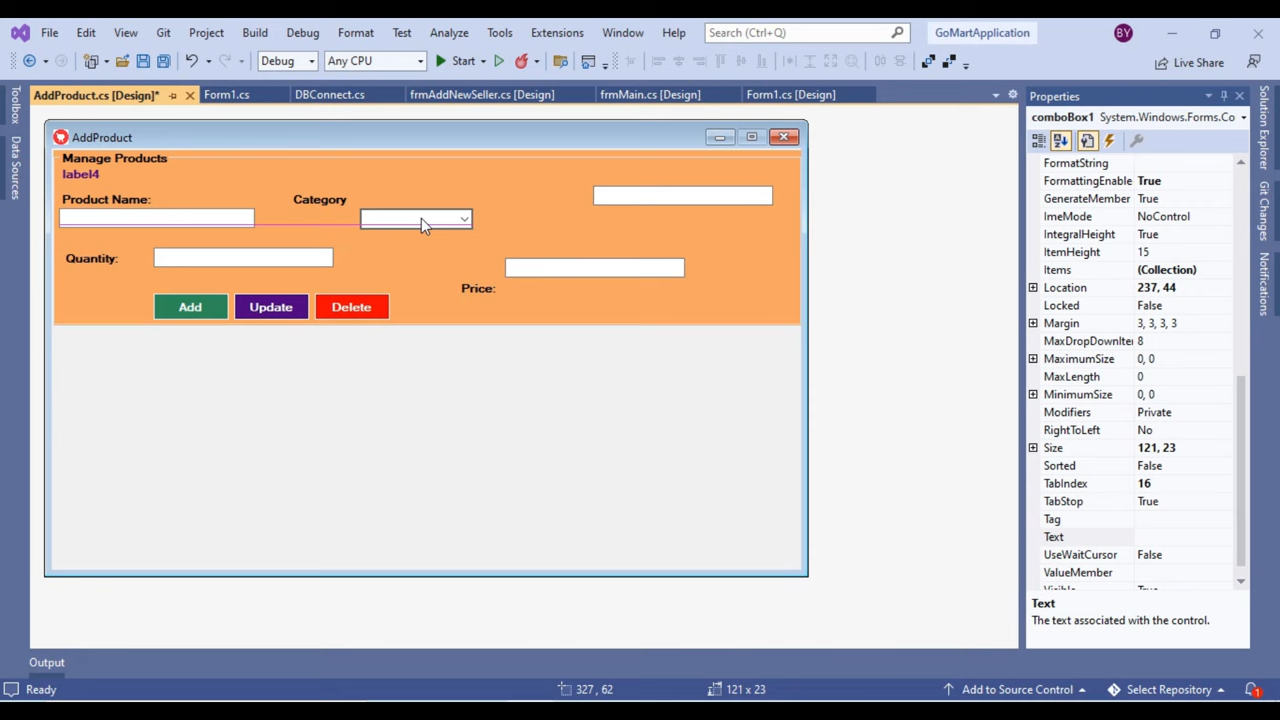 File Edit View Git Project Build Debug Format Test Analyze Tools Extensions Window Help Search (Ctrl+Q) GoMartApplication BY
Debug Any CPU Start Live Share
AddProduct.cs [Design]* Form1.cs DBConnect.cs frmAddNewSeller.cs [Design] frmMain.cs [Design] Form1.cs [Design]
Toolbox
Data Sources
AddProduct
Manage Products
label4
Product Name: Category
Quantity:
Price:
Add Update Delete
Properties
comboBox1 System.Windows.Forms.Co
FormatString
FormattingEnable True
GenerateMember True
ImeMode NoControl
IntegralHeight True
ItemHeight 15
Items (Collection)
Location 237, 44
Locked False
Margin 3, 3, 3, 3
MaxDropDownIter 8
MaximumSize 0, 0
MaxLength 0
MinimumSize 0, 0
Modifiers Private
RightToLeft No
Size 121, 23
Sorted False
TabIndex 16
TabStop True
Tag
Text
UseWaitCursor False
ValueMember
Visible True
Text
The text associated with the control.
Solution Explorer
Git Changes
Notifications
Output
Ready 327 , 62 121 x 23 Add to Source Control Select Repository 1